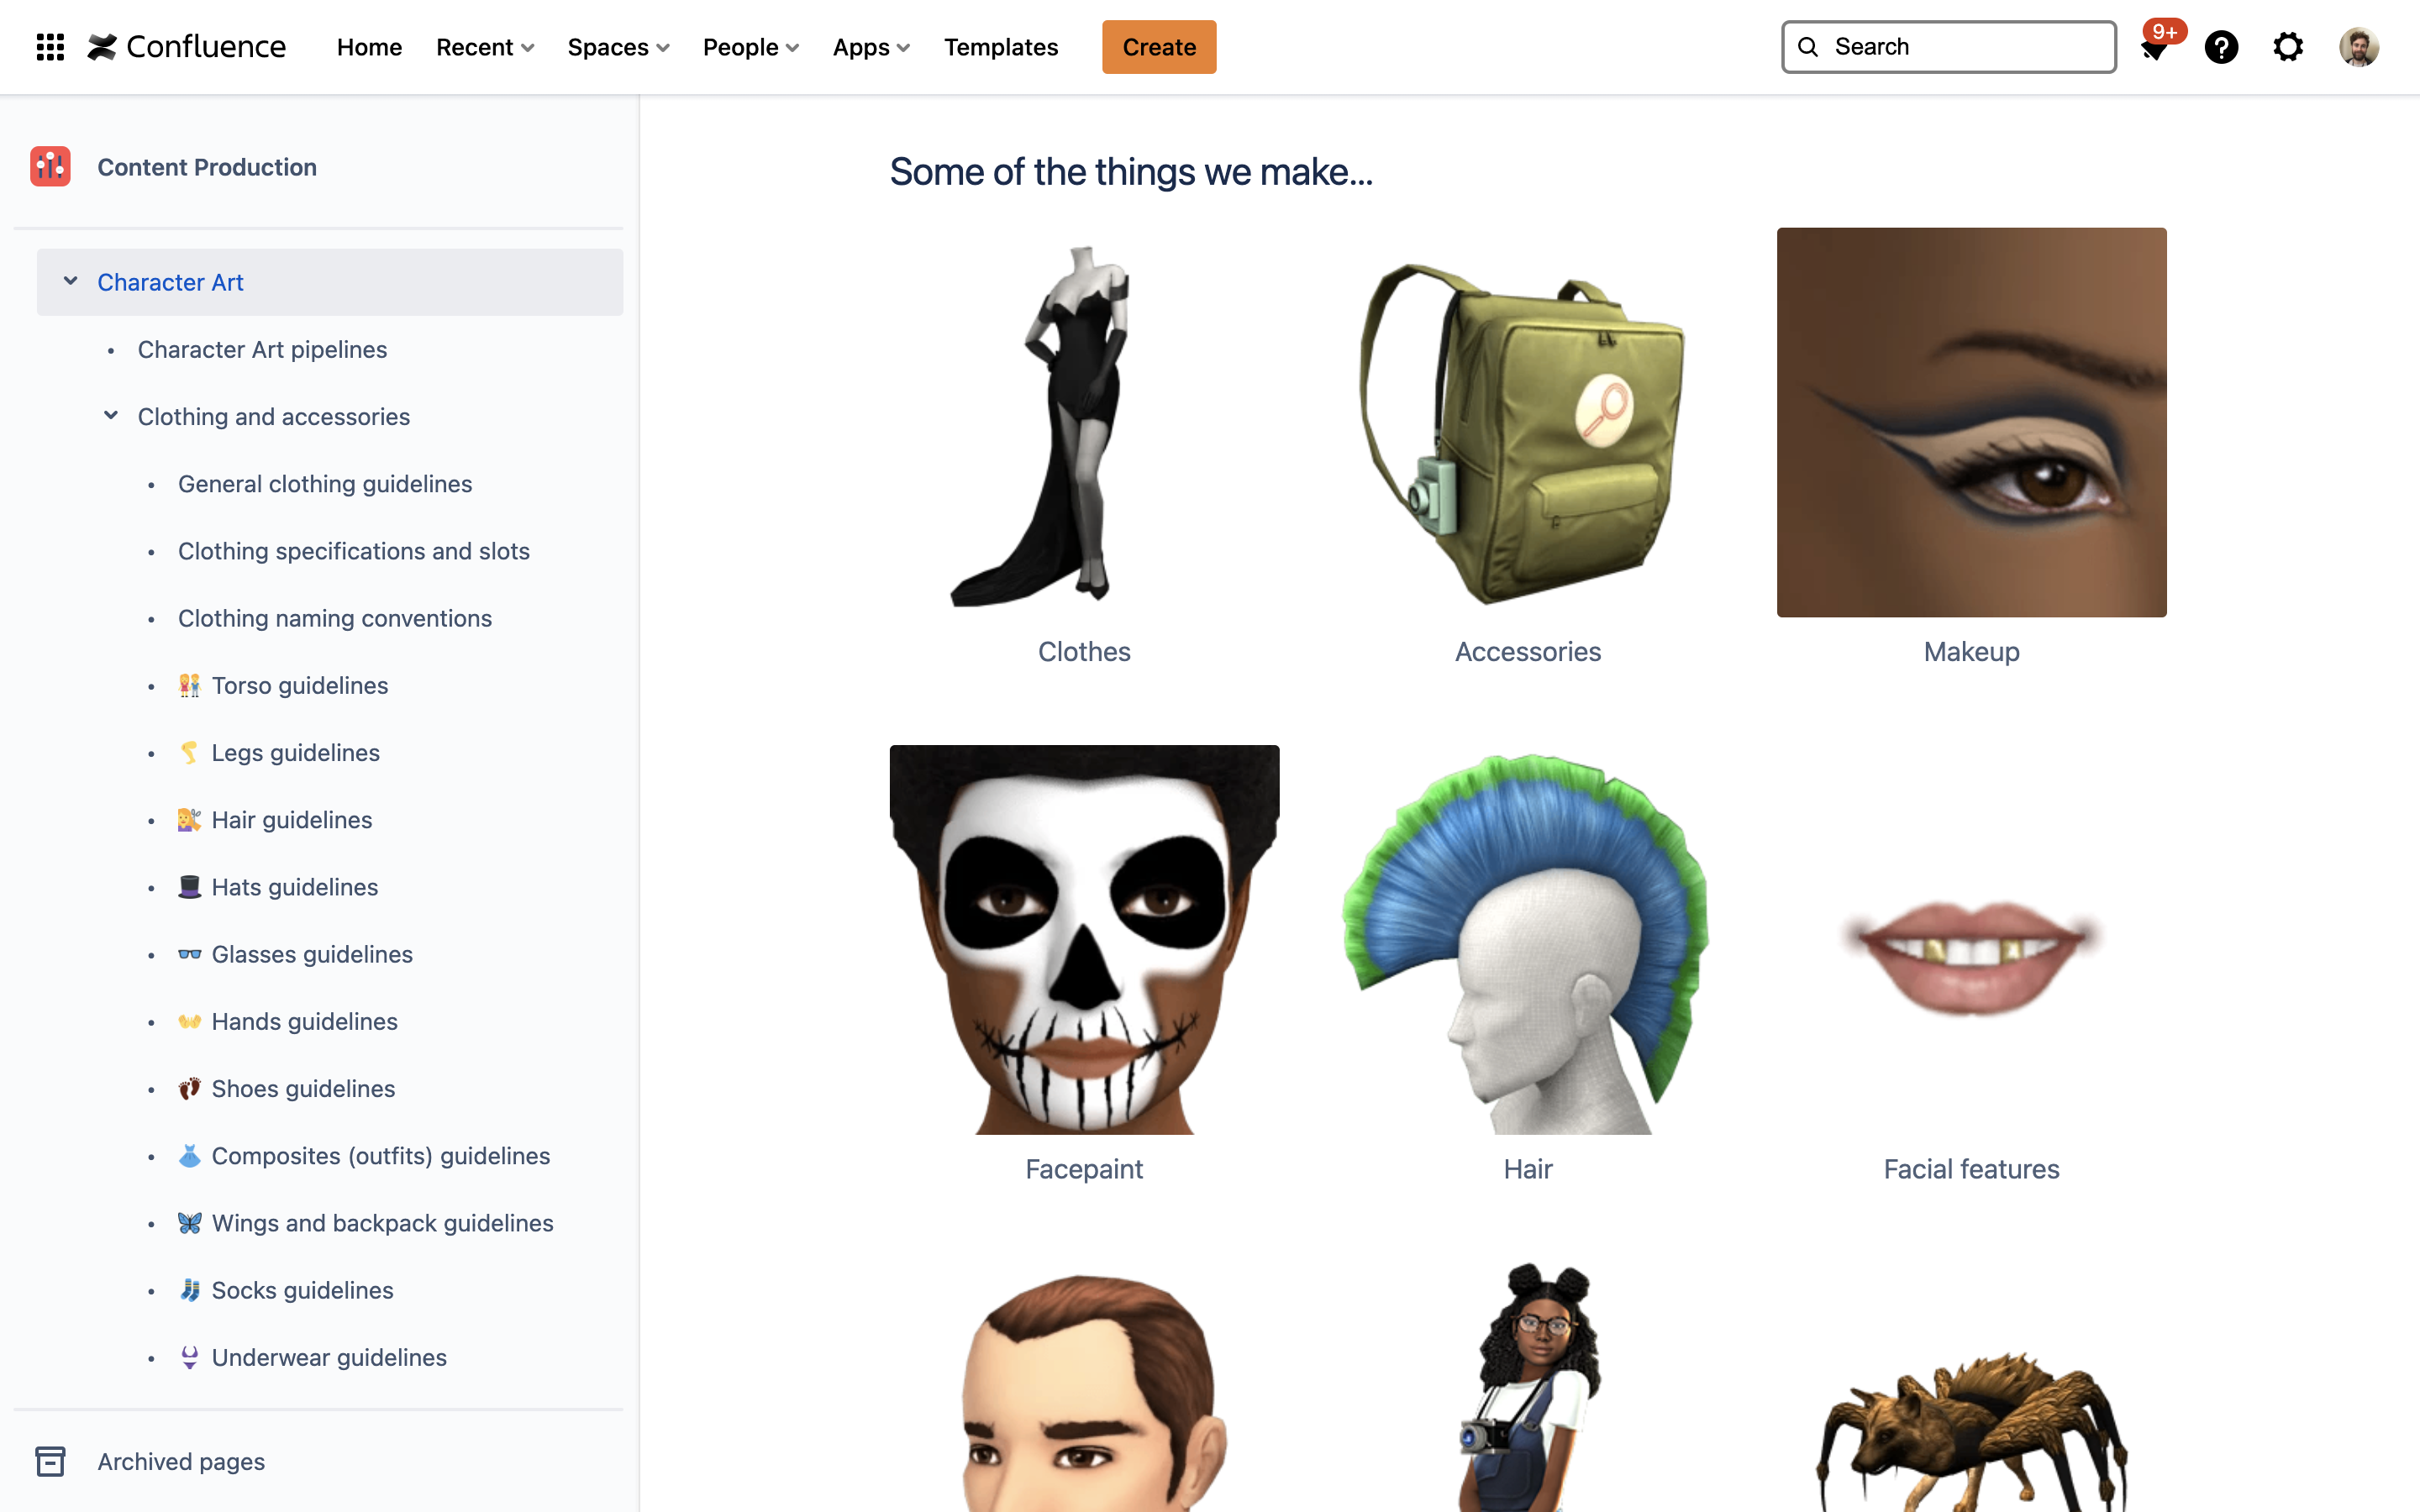 Confluence
Home
Recent
Spaces
People
Apps
Templates
Create
Search
9+
Content Production
Character Art
Character Art pipelines
Clothing and accessories
General clothing guidelines
Clothing specifications and slots
Clothing naming conventions
Torso guidelines
Legs guidelines
Hair guidelines
Hats guidelines
Glasses guidelines
Hands guidelines
Shoes guidelines
Composites (outfits) guidelines
Wings and backpack guidelines
Socks guidelines
Underwear guidelines
Archived pages
Some of the things we make...
Clothes
Accessories
Makeup
Facepaint
Hair
Facial features